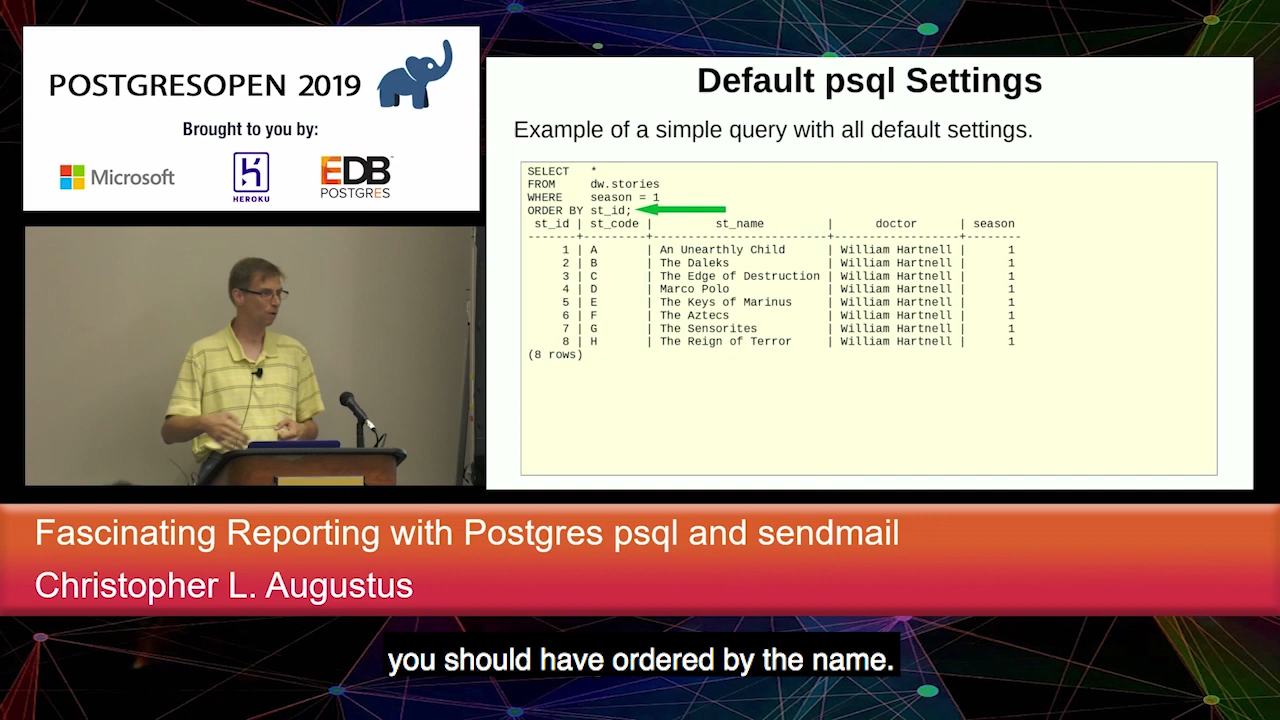 POSTGRESOPEN 2019
Brought to you by:
Microsoft
HEROKU
EDB
POSTGRES
Default psql Settings
Example of a simple query with all default settings.
SELECT   *
FROM     dw.stories
WHERE    season = 1
ORDER BY st_id;
 st_id | st_code |        st_name         |     doctor      | season
-------+---------+------------------------+-----------------+-------
     1 | A       | An Unearthly Child     | William Hartnell |      1
     2 | B       | The Daleks             | William Hartnell |      1
     3 | C       | The Edge of Destruction | William Hartnell |      1
     4 | D       | Marco Polo             | William Hartnell |      1
     5 | E       | The Keys of Marinus    | William Hartnell |      1
     6 | F       | The Aztecs             | William Hartnell |      1
     7 | G       | The Sensorites         | William Hartnell |      1
     8 | H       | The Reign of Terror    | William Hartnell |      1
(8 rows)
Fascinating Reporting with Postgres psql and sendmail
Christopher L. Augustus
you should have ordered by the name.